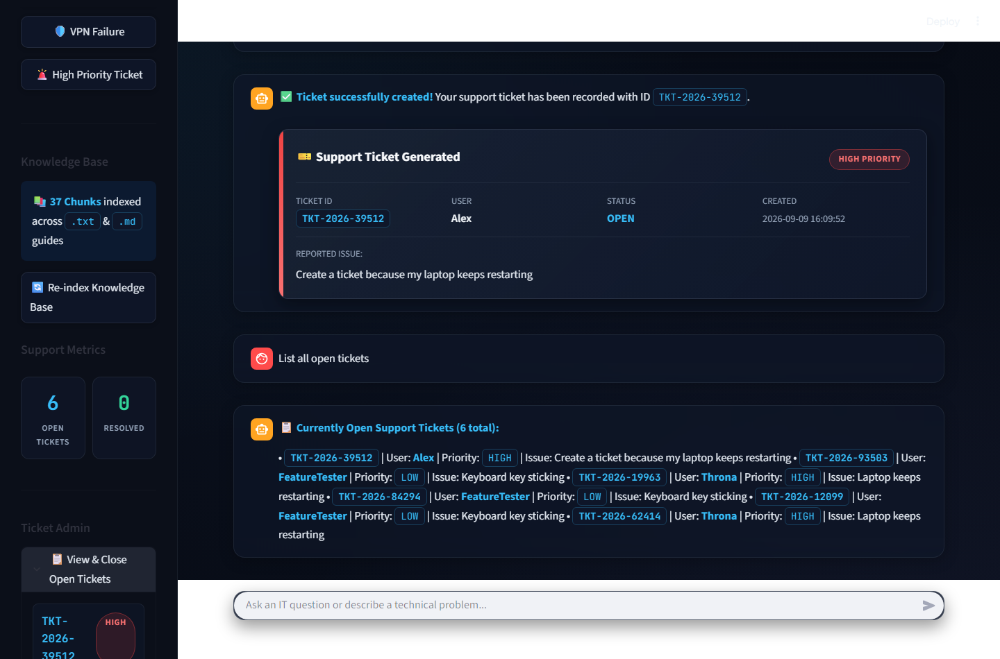 VPN Failure
High Priority Ticket
Knowledge Base
37 Chunks indexed
across .txt & .md
guides
Re-index Knowledge
Base
Support Metrics
6
OPEN
TICKETS
0
RESOLVED
Ticket Admin
View & Close
Open Tickets
TKT-
2026-
39512
HIGH
Deploy
Ticket successfully created! Your support ticket has been recorded with ID TKT-2026-39512.
Support Ticket Generated
HIGH PRIORITY
TICKET ID USER STATUS CREATED
TKT-2026-39512 Alex OPEN 2026-09-09 16:09:52
REPORTED ISSUE:
Create a ticket because my laptop keeps restarting
List all open tickets
Currently Open Support Tickets (6 total):
• TKT-2026-39512 | User: Alex | Priority: HIGH | Issue: Create a ticket because my laptop keeps restarting • TKT-2026-93503 | User:
FeatureTester | Priority: LOW | Issue: Keyboard key sticking • TKT-2026-19963 | User: Throna | Priority: HIGH | Issue: Laptop keeps
restarting • TKT-2026-84294 | User: FeatureTester | Priority: LOW | Issue: Keyboard key sticking • TKT-2026-12099 | User:
FeatureTester | Priority: LOW | Issue: Keyboard key sticking • TKT-2026-62414 | User: Throna | Priority: HIGH | Issue: Laptop keeps
restarting
Ask an IT question or describe a technical problem...